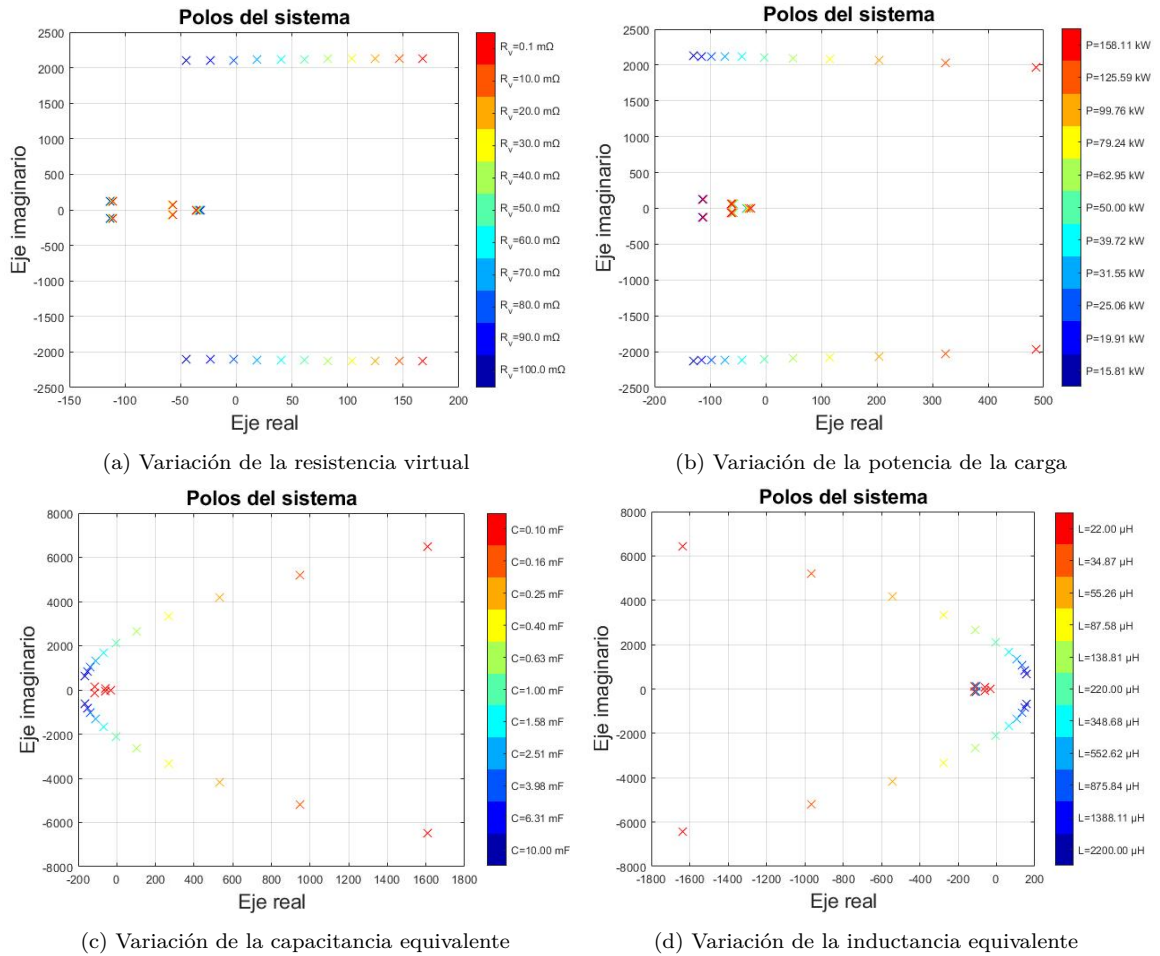 Polos del sistema
2500
2000
1500
1000
500
0
-500
-1000
-1500
-2000
-2500
-150
-100
-50
0
50
100
150
200
Eje imaginario
Eje real
R_v=0.1 mΩ
R_v=10.0 mΩ
R_v=20.0 mΩ
R_v=30.0 mΩ
R_v=40.0 mΩ
R_v=50.0 mΩ
R_v=60.0 mΩ
R_v=70.0 mΩ
R_v=80.0 mΩ
R_v=90.0 mΩ
R_v=100.0 mΩ
(a) Variación de la resistencia virtual
Polos del sistema
2500
2000
1500
1000
500
0
-500
-1000
-1500
-2000
-2500
-200
-100
0
100
200
300
400
500
Eje imaginario
Eje real
P=158.11 kW
P=125.59 kW
P=99.76 kW
P=79.24 kW
P=62.95 kW
P=50.00 kW
P=39.72 kW
P=31.55 kW
P=25.06 kW
P=19.91 kW
P=15.81 kW
(b) Variación de la potencia de la carga
Polos del sistema
8000
6000
4000
2000
0
-2000
-4000
-6000
-8000
-200
0
200
400
600
800
1000
1200
1400
1600
1800
Eje imaginario
Eje real
C=0.10 mF
C=0.16 mF
C=0.25 mF
C=0.40 mF
C=0.63 mF
C=1.00 mF
C=1.58 mF
C=2.51 mF
C=3.98 mF
C=6.31 mF
C=10.00 mF
(c) Variación de la capacitancia equivalente
Polos del sistema
8000
6000
4000
2000
0
-2000
-4000
-6000
-8000
-1800
-1600
-1400
-1200
-1000
-800
-600
-400
-200
0
200
Eje imaginario
Eje real
L=22.00 µH
L=34.87 µH
L=55.26 µH
L=87.58 µH
L=138.81 µH
L=220.00 µH
L=348.68 µH
L=552.62 µH
L=875.84 µH
L=1388.11 µH
L=2200.00 µH
(d) Variación de la inductancia equivalente